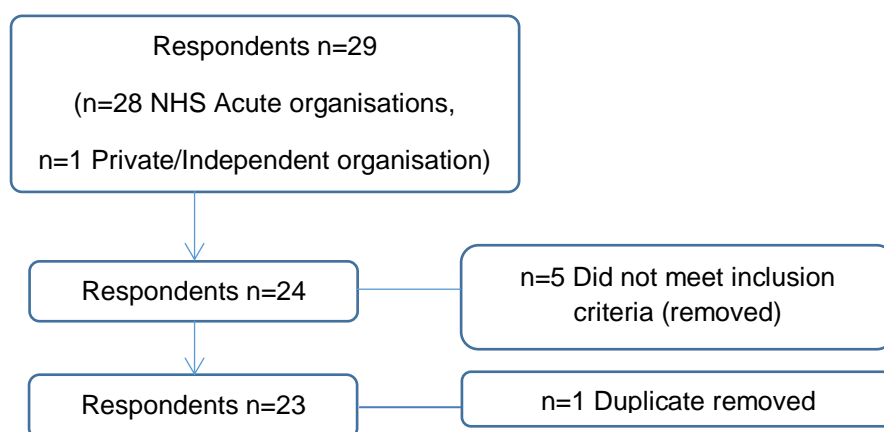 Respondents n=29
(n=28 NHS Acute organisations,
n=1 Private/Independent organisation)
Respondents n=24
n=5 Did not meet inclusion
criteria (removed)
Respondents n=23
n=1 Duplicate removed